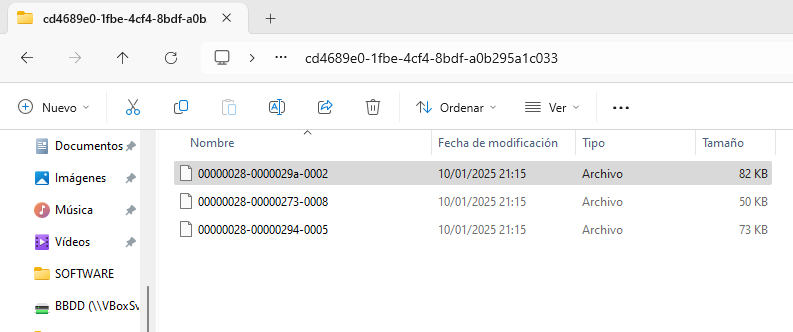 cd4689e0-1fbe-4cf4-8bdf-a0b
cd4689e0-1fbe-4cf4-8bdf-a0b295a1c033
Nuevo
Ordenar
Ver
Nombre Fecha de modificación Tipo Tamaño
Documentos
00000028-0000029a-0002 10/01/2025 21:15 Archivo 82 KB
Imágenes
00000028-00000273-0008 10/01/2025 21:15 Archivo 50 KB
Música
00000028-00000294-0005 10/01/2025 21:15 Archivo 73 KB
Vídeos
SOFTWARE
BBDD (\\VBoxSv